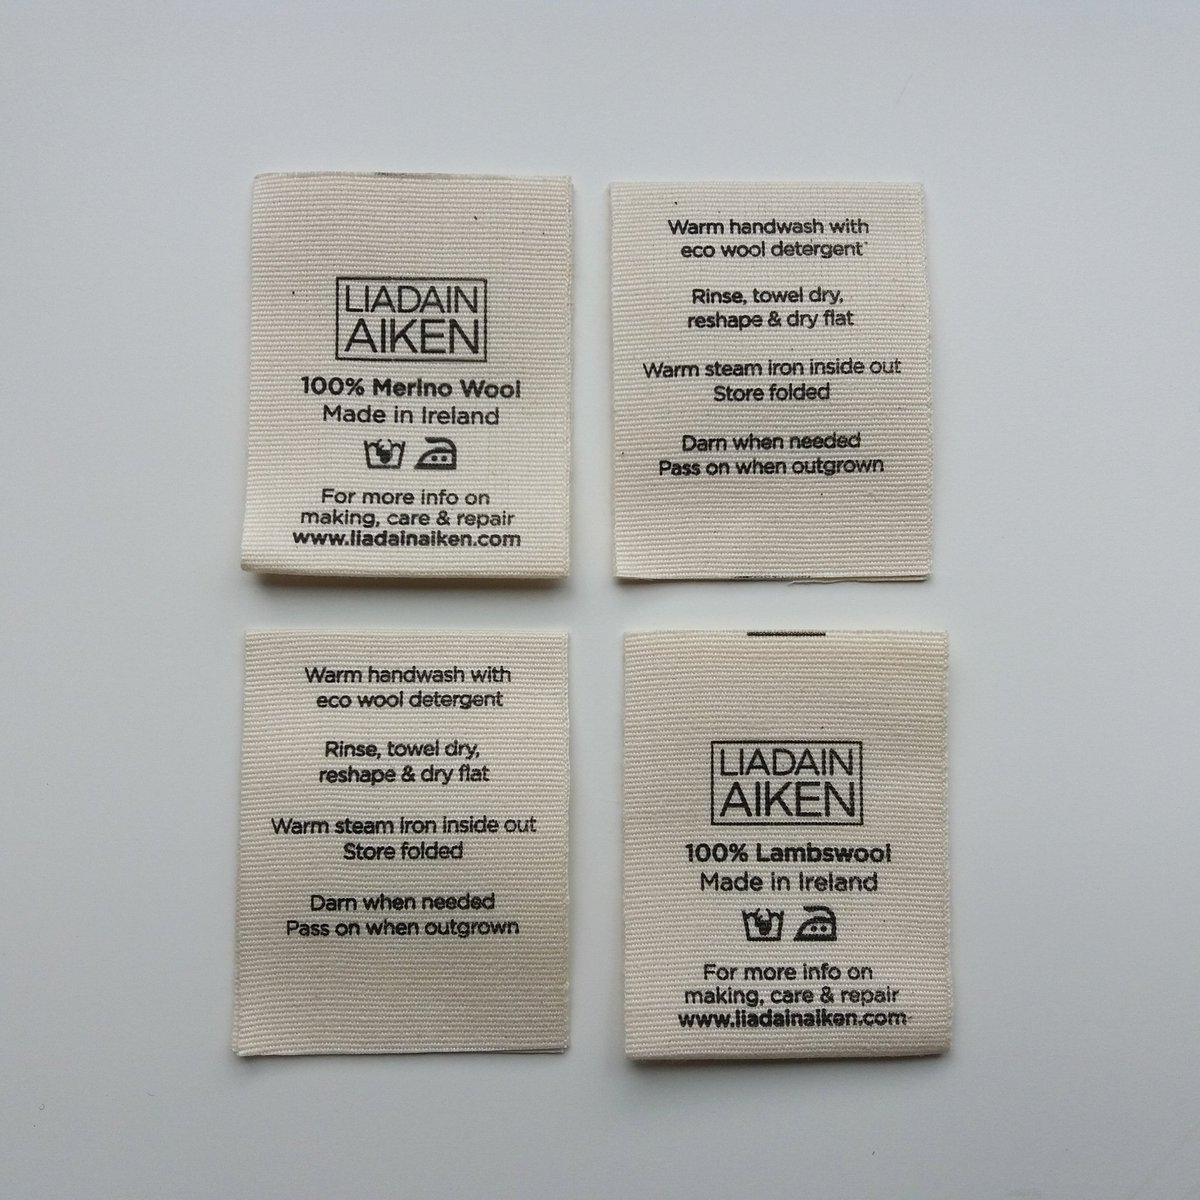 LIADAIN
AIKEN
100% Merino Wool
Made in Ireland
For more info on
making, care & repair
www.liadainaiken.com
Warm handwash with
eco wool detergent
Rinse, towel dry,
reshape & dry flat
Warm steam iron inside out
Store folded
Darn when needed
Pass on when outgrown
Warm handwash with
eco wool detergent
Rinse, towel dry,
reshape & dry flat
Warm steam iron inside out
Store folded
Darn when needed
Pass on when outgrown
LIADAIN
AIKEN
100% Lambswool
Made in Ireland
For more info on
making, care & repair
www.liadainaiken.com